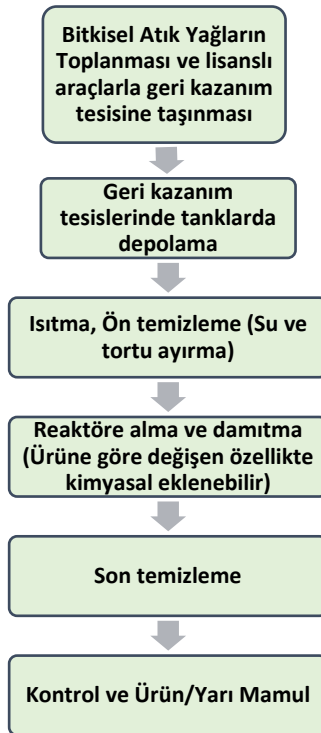 Bitkisel Atık Yağların
Toplanması ve lisanslı
araçlarla geri kazanım
tesisine taşınması
Geri kazanım
tesislerinde tanklarda
depolama
Isıtma, Ön temizleme (Su ve
tortu ayırma)
Reaktöre alma ve damıtma
(Ürüne göre değişen özellikte
kimyasal eklenebilir)
Son temizleme
Kontrol ve Ürün/Yarı Mamul